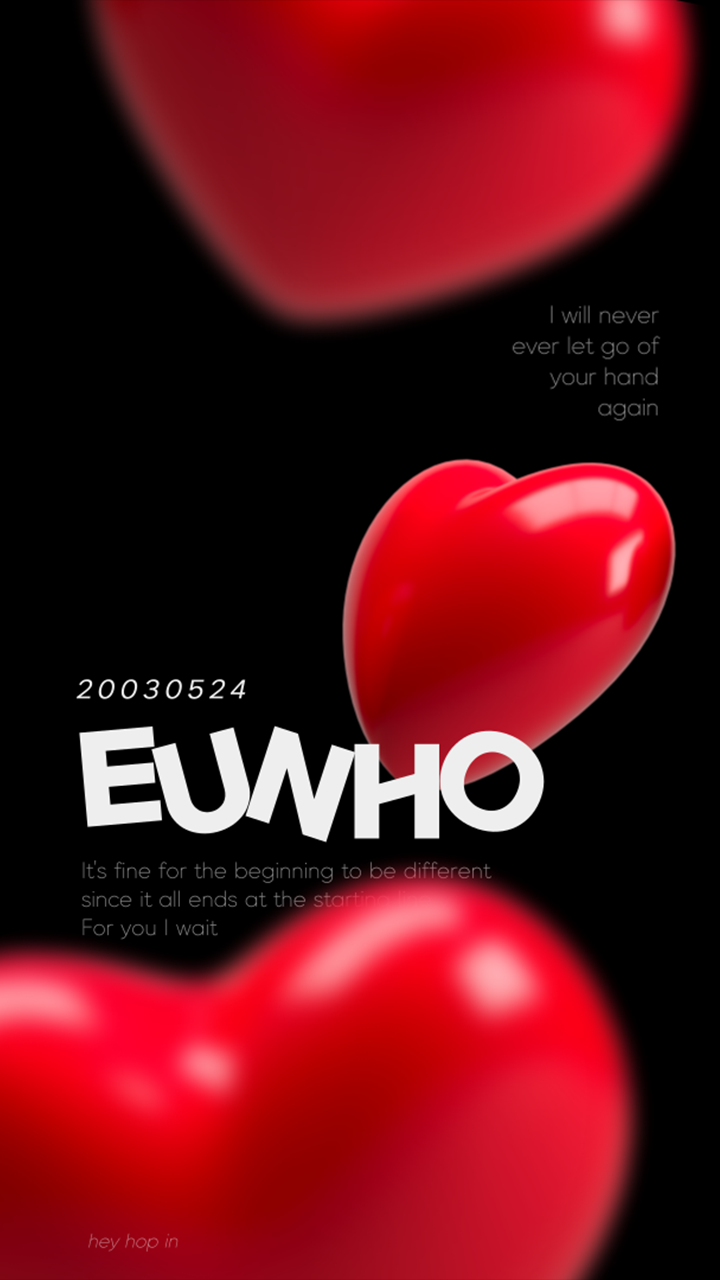 I will never
ever let go of
your hand
again
20030524
EUNHO
It's fine for the beginning to be different
since it all ends at the starting
For you I wait
hey hop in